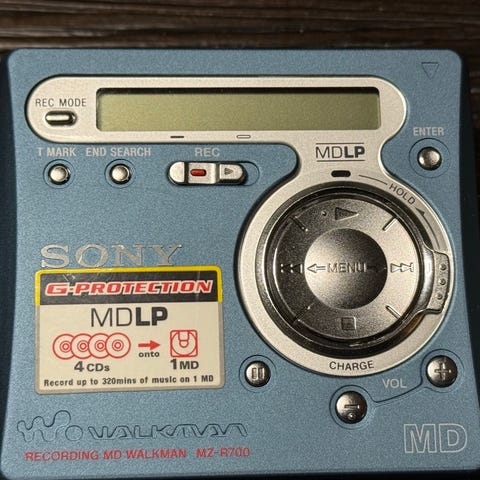 REC MODE
T MARK END SEARCH REC
MDLP
ENTER
HOLD
SONY
MENU
G-PROTECTION
MDLP
onto
4 CDs 1 MD
Record up to 320mins of music on 1 MD
CHARGE
VOL
WALKMAN
MD
RECORDING MD WALKMAN MZ-R700